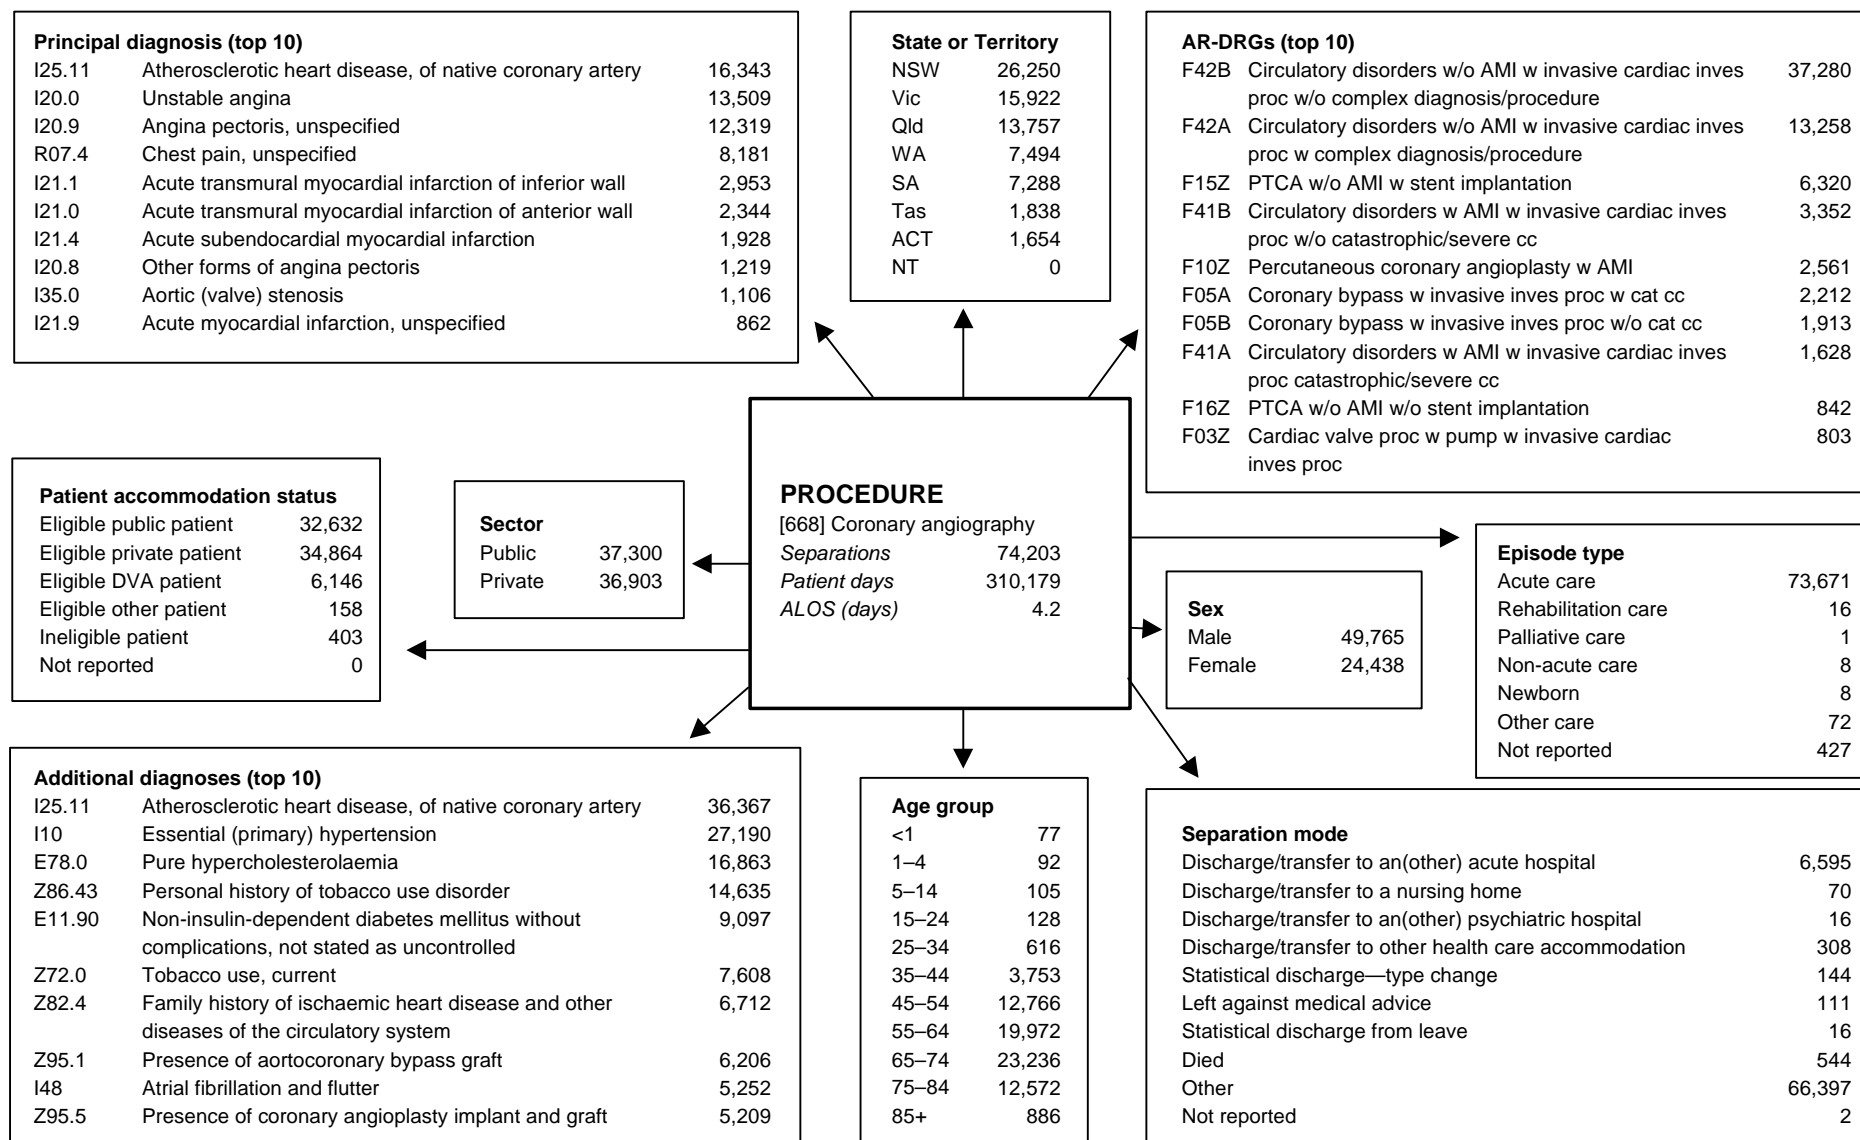 Principal diagnosis (top 10)
I25.11 Atherosclerotic heart disease, of native coronary artery 16,343
I20.0 Unstable angina 13,509
I20.9 Angina pectoris, unspecified 12,319
R07.4 Chest pain, unspecified 8,181
I21.1 Acute transmural myocardial infarction of inferior wall 2,953
I21.0 Acute transmural myocardial infarction of anterior wall 2,344
I21.4 Acute subendocardial myocardial infarction 1,928
I20.8 Other forms of angina pectoris 1,219
I35.0 Aortic (valve) stenosis 1,106
I21.9 Acute myocardial infarction, unspecified 862
State or Territory
NSW 26,250
Vic 15,922
Qld 13,757
WA 7,494
SA 7,288
Tas 1,838
ACT 1,654
NT 0
AR-DRGs (top 10)
F42B Circulatory disorders w/o AMI w invasive cardiac inves 37,280
proc w/o complex diagnosis/procedure
F42A Circulatory disorders w/o AMI w invasive cardiac inves 13,258
proc w complex diagnosis/procedure
F15Z PTCA w/o AMI w stent implantation 6,320
F41B Circulatory disorders w AMI w invasive cardiac inves 3,352
proc w/o catastrophic/severe cc
F10Z Percutaneous coronary angioplasty w AMI 2,561
F05A Coronary bypass w invasive inves proc w cat cc 2,212
F05B Coronary bypass w invasive inves proc w/o cat cc 1,913
F41A Circulatory disorders w AMI w invasive cardiac inves 1,628
proc catastrophic/severe cc
F16Z PTCA w/o AMI w/o stent implantation 842
F03Z Cardiac valve proc w pump w invasive cardiac 803
inves proc
Patient accommodation status
Eligible public patient 32,632
Eligible private patient 34,864
Eligible DVA patient 6,146
Eligible other patient 158
Ineligible patient 403
Not reported 0
Sector
Public 37,300
Private 36,903
PROCEDURE
[668] Coronary angiography
Separations 74,203
Patient days 310,179
ALOS (days) 4.2
Sex
Male 49,765
Female 24,438
Episode type
Acute care 73,671
Rehabilitation care 16
Palliative care 1
Non-acute care 8
Newborn 8
Other care 72
Not reported 427
Additional diagnoses (top 10)
I25.11 Atherosclerotic heart disease, of native coronary artery 36,367
I10 Essential (primary) hypertension 27,190
E78.0 Pure hypercholesterolaemia 16,863
Z86.43 Personal history of tobacco use disorder 14,635
E11.90 Non-insulin-dependent diabetes mellitus without 9,097
complications, not stated as uncontrolled
Z72.0 Tobacco use, current 7,608
Z82.4 Family history of ischaemic heart disease and other 6,712
diseases of the circulatory system
Z95.1 Presence of aortocoronary bypass graft 6,206
I48 Atrial fibrillation and flutter 5,252
Z95.5 Presence of coronary angioplasty implant and graft 5,209
Age group
<1 77
1–4 92
5–14 105
15–24 128
25–34 616
35–44 3,753
45–54 12,766
55–64 19,972
65–74 23,236
75–84 12,572
85+ 886
Separation mode
Discharge/transfer to an(other) acute hospital 6,595
Discharge/transfer to a nursing home 70
Discharge/transfer to an(other) psychiatric hospital 16
Discharge/transfer to other health care accommodation 308
Statistical discharge—type change 144
Left against medical advice 111
Statistical discharge from leave 16
Died 544
Other 66,397
Not reported 2